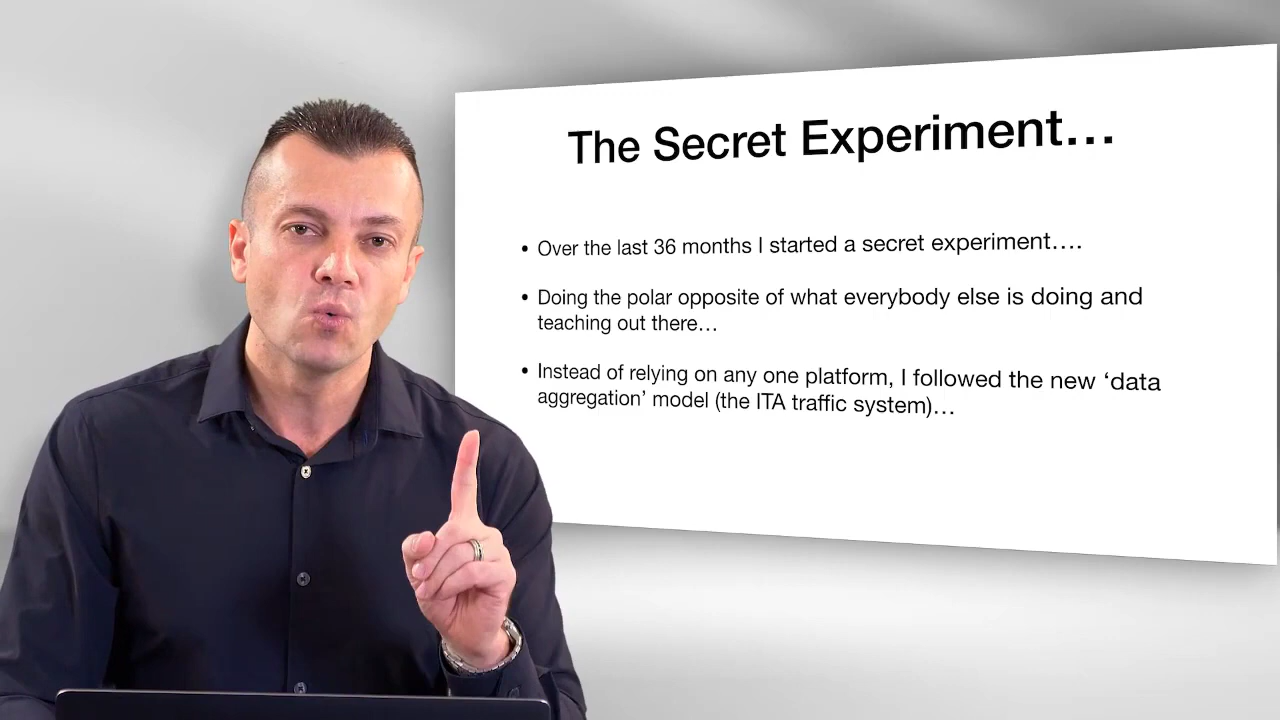 The Secret Experiment…
• Over the last 36 months I started a secret experiment….
• Doing the polar opposite of what everybody else is doing and
teaching out there…
• Instead of relying on any one platform, I followed the new ‘data
aggregation’ model (the ITA traffic system)…